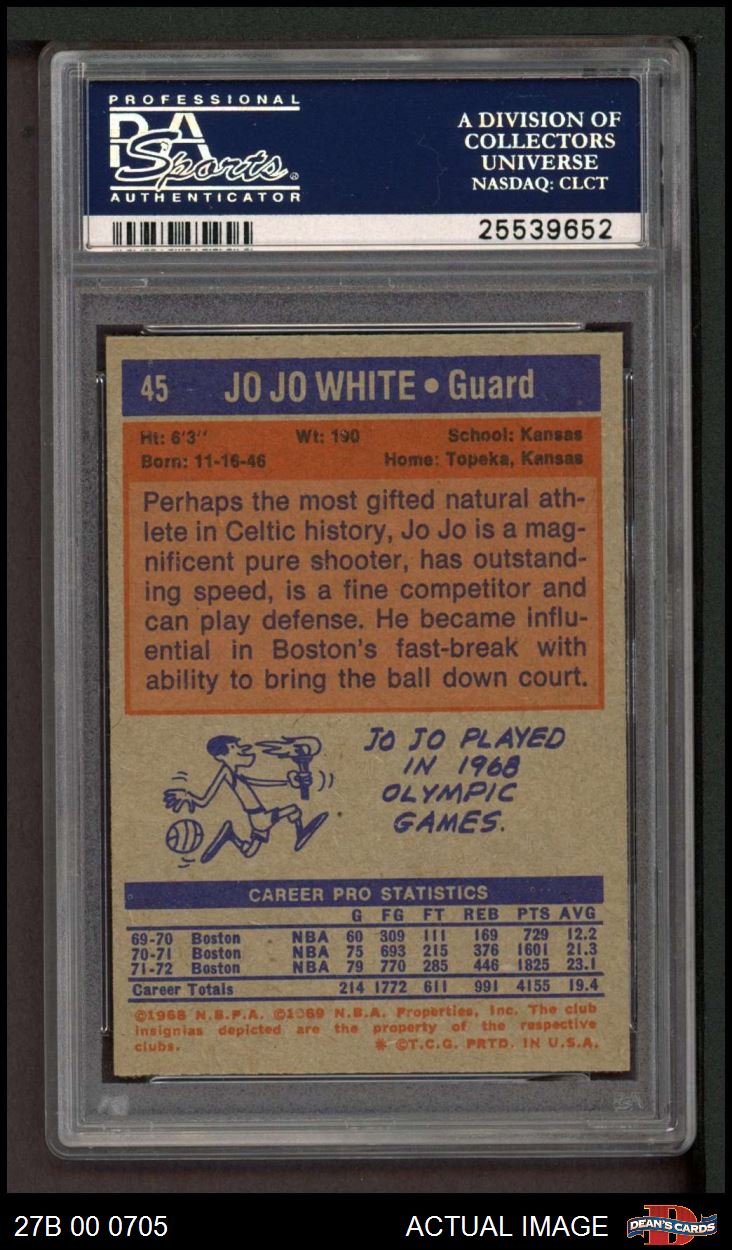 PROFESSIONAL
PSA
Sports®
AUTHENTICATOR
A DIVISION OF
COLLECTORS
UNIVERSE
NASDAQ: CLCT
25539652
45 JO JO WHITE • Guard
Ht: 6'3" Wt: 190 School: Kansas
Born: 11-16-46 Home: Topeka, Kansas
Perhaps the most gifted natural ath-
lete in Celtic history, Jo Jo is a mag-
nificent pure shooter, has outstand-
ing speed, is a fine competitor and
can play defense. He became influ-
ential in Boston's fast-break with
ability to bring the ball down court.
JO JO PLAYED
IN 1968
OLYMPIC
GAMES.
CAREER PRO STATISTICS
G FG FT REB PTS AVG
69-70 Boston NBA 60 309 111 169 729 12.2
70-71 Boston NBA 75 693 215 376 1601 21.3
71-72 Boston NBA 79 770 285 446 1825 23.1
Career Totals 214 1772 611 991 4155 19.4
©1968 N.B.P.A. ©1969 N.B.A. Properties, Inc. The club
insignias depicted are the property of the respective
clubs. * ©T.C.G. PRTD. IN U.S.A.
27B 00 0705 ACTUAL IMAGE DEAN'S CARDS